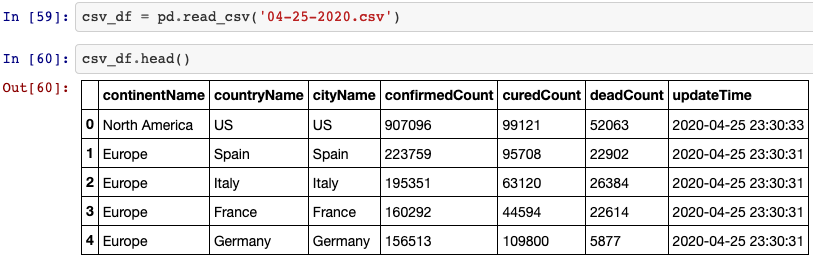 In [59]: csv_df = pd.read_csv('04-25-2020.csv')
In [60]: csv_df.head()
Out[60]:
continentName countryName cityName confirmedCount curedCount deadCount updateTime
0 North America US US 907096 99121 52063 2020-04-25 23:30:33
1 Europe Spain Spain 223759 95708 22902 2020-04-25 23:30:31
2 Europe Italy Italy 195351 63120 26384 2020-04-25 23:30:31
3 Europe France France 160292 44594 22614 2020-04-25 23:30:31
4 Europe Germany Germany 156513 109800 5877 2020-04-25 23:30:31